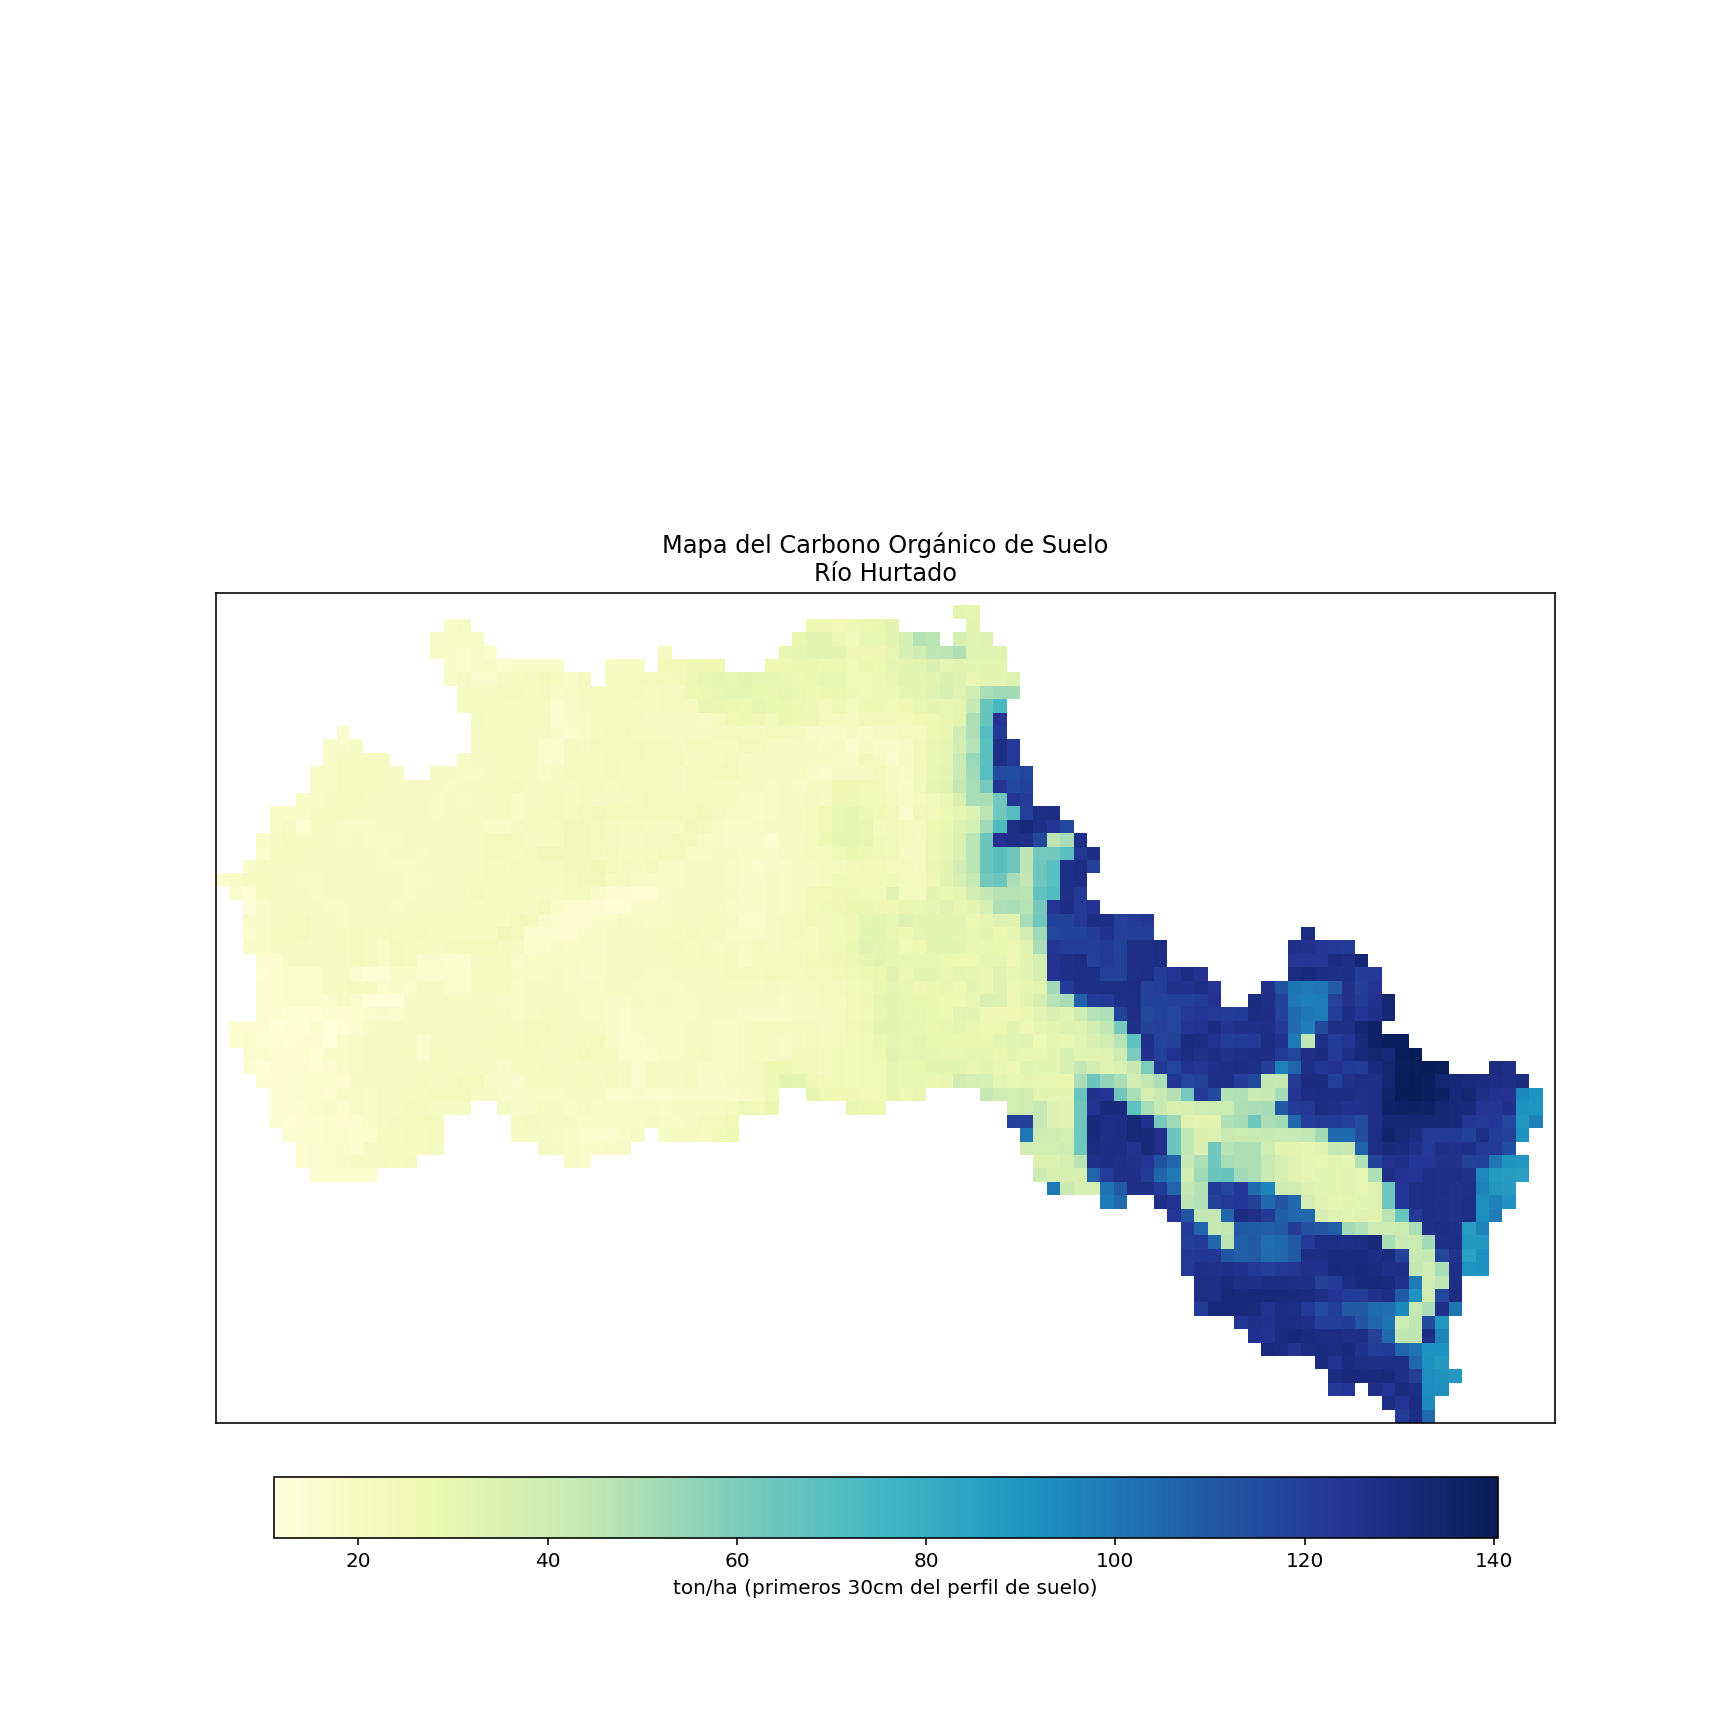 Mapa del Carbono Orgánico de Suelo
Río Hurtado
20 40 60 80 100 120 140
ton/ha (primeros 30cm del perfil de suelo)